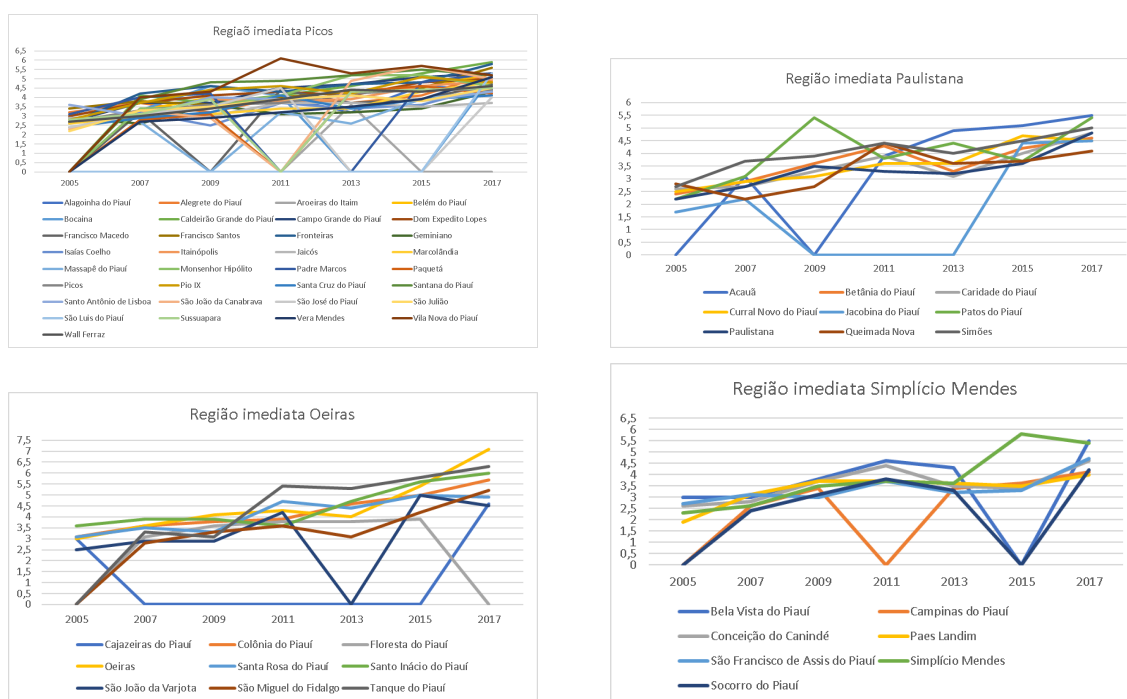 Regiaõ imediata Picos
6,5
6
5,5
5
4,5
4
3,5
3
2,5
2
1,5
1
0,5
0
2005 2007 2009 2011 2013 2015 2017
Alagoinha do Piauí Alegrete do Piauí Aroeiras do Itaim Belém do Piauí
Bocaina Caldeirão Grande do Piauí Campo Grande do Piauí Dom Expedito Lopes
Francisco Macedo Francisco Santos Fronteiras Geminiano
Isaías Coelho Itainópolis Jaicós Marcolândia
Massapê do Piauí Monsenhor Hipólito Padre Marcos Paquetá
Picos Pio IX Santa Cruz do Piauí Santana do Piauí
Santo Antônio de Lisboa São João da Canabrava São José do Piauí São Julião
São Luis do Piauí Sussuapara Vera Mendes Vila Nova do Piauí
Wall Ferraz
Região imediata Paulistana
6
5,5
5
4,5
4
3,5
3
2,5
2
1,5
1
0,5
0
2005 2007 2009 2011 2013 2015 2017
Acauã Betânia do Piauí Caridade do Piauí
Curral Novo do Piauí Jacobina do Piauí Patos do Piauí
Paulistana Queimada Nova Simões
Região imediata Oeiras
7,5
7
6,5
6
5,5
5
4,5
4
3,5
3
2,5
2
1,5
1
0,5
0
2005 2007 2009 2011 2013 2015 2017
Cajazeiras do Piauí Colônia do Piauí Floresta do Piauí
Oeiras Santa Rosa do Piauí Santo Inácio do Piauí
São João da Varjota São Miguel do Fidalgo Tanque do Piauí
Região imediata Simplício Mendes
6,5
6
5,5
5
4,5
4
3,5
3
2,5
2
1,5
1
0,5
0
2005 2007 2009 2011 2013 2015 2017
Bela Vista do Piauí Campinas do Piauí
Conceição do Canindé Paes Landim
São Francisco de Assis do Piauí Simplício Mendes
Socorro do Piauí